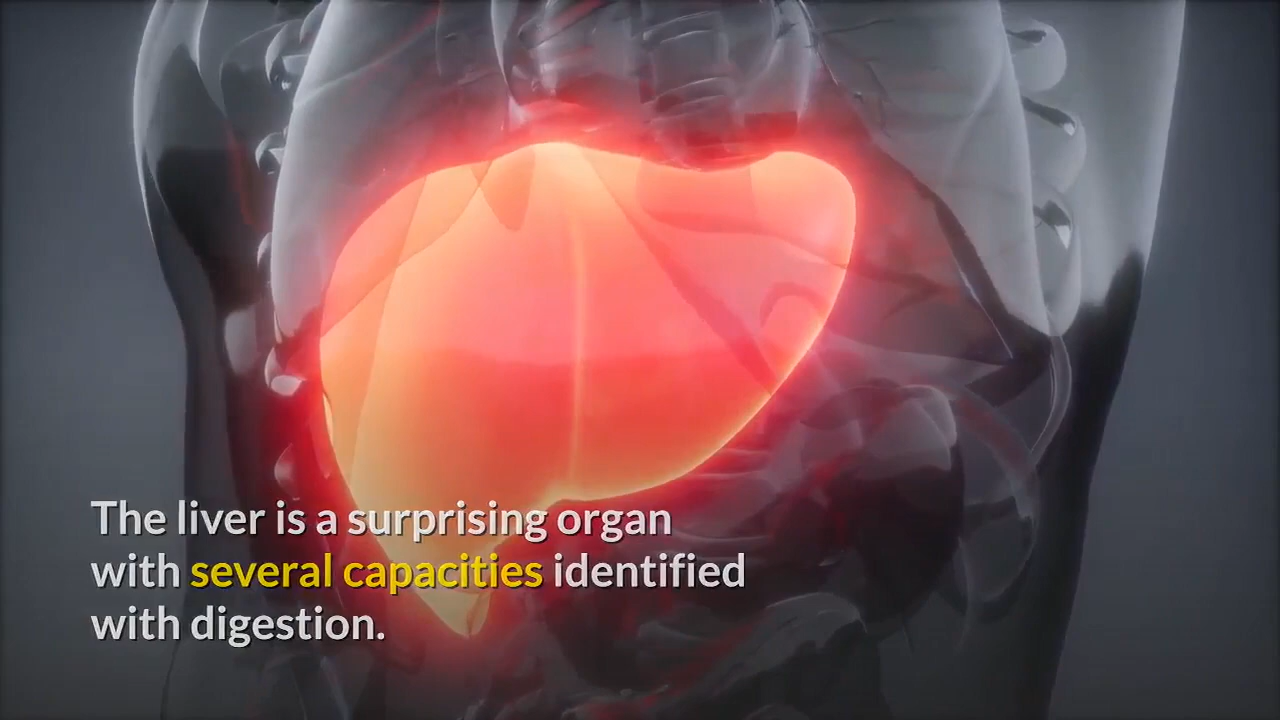 The liver is a surprising organ
with several capacities identified
with digestion.